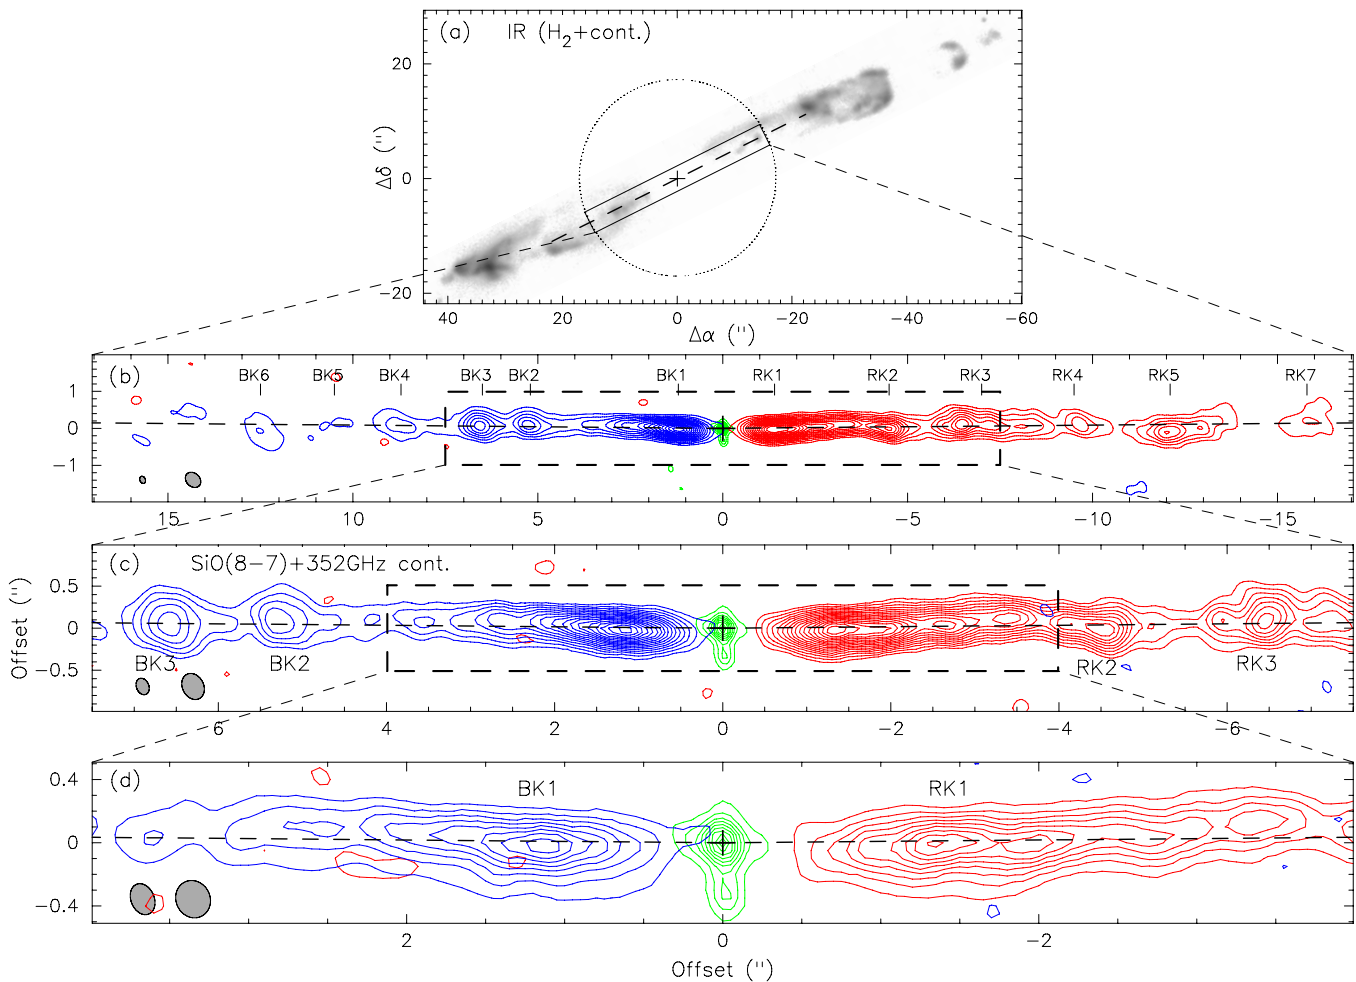 (a) IR (H₂+cont.)
20
0
−20
Δδ (")
40 20 0 −20 −40 −60
Δα (")
(b) BK6 BK5 BK4 BK3 BK2 BK1 RK1 RK2 RK3 RK4 RK5 RK7
1
0
−1
15 10 5 0 −5 −10 −15
(c) SiO(8−7)+352GHz cont.
0.5
0
−0.5
Offset (")
BK3 BK2 RK2 RK3
6 4 2 0 −2 −4 −6
(d) BK1 RK1
0.4
0
−0.4
2 0 −2
Offset (")